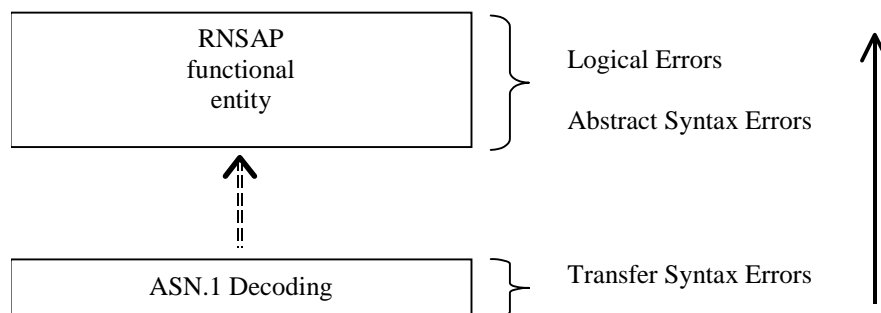 RNSAP
functional
entity
Logical Errors
Abstract Syntax Errors
ASN.1 Decoding
Transfer Syntax Errors